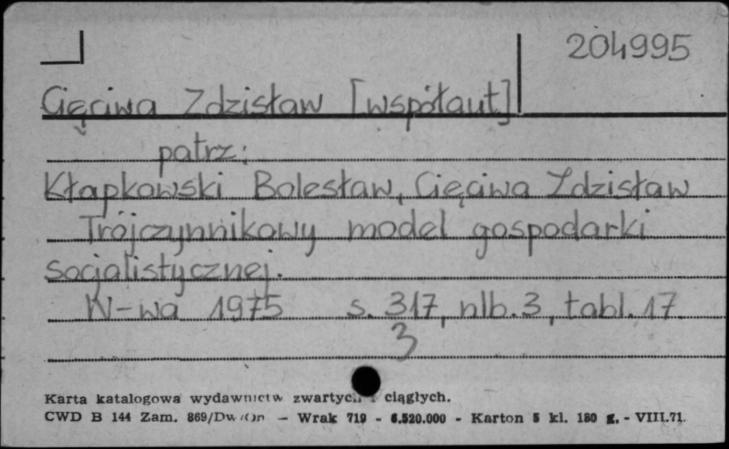 204995
Cięciwa Zdzisław [współaut]
patrz:
Kłapkowski Bolesław, Cięciwa Zdzisław
Trójczynnikowy model gospodarki
socjalistycznej.
W-wa 1975 s. 317, nlb. 3, tabl. 17
3
Karta katalogowa wydawnictw zwartych i ciągłych.
CWD B 144 Zam. 869/Dw - Wrak 719 - 6.520.000 - Karton 5 kl. 180 g. - VIII.71.